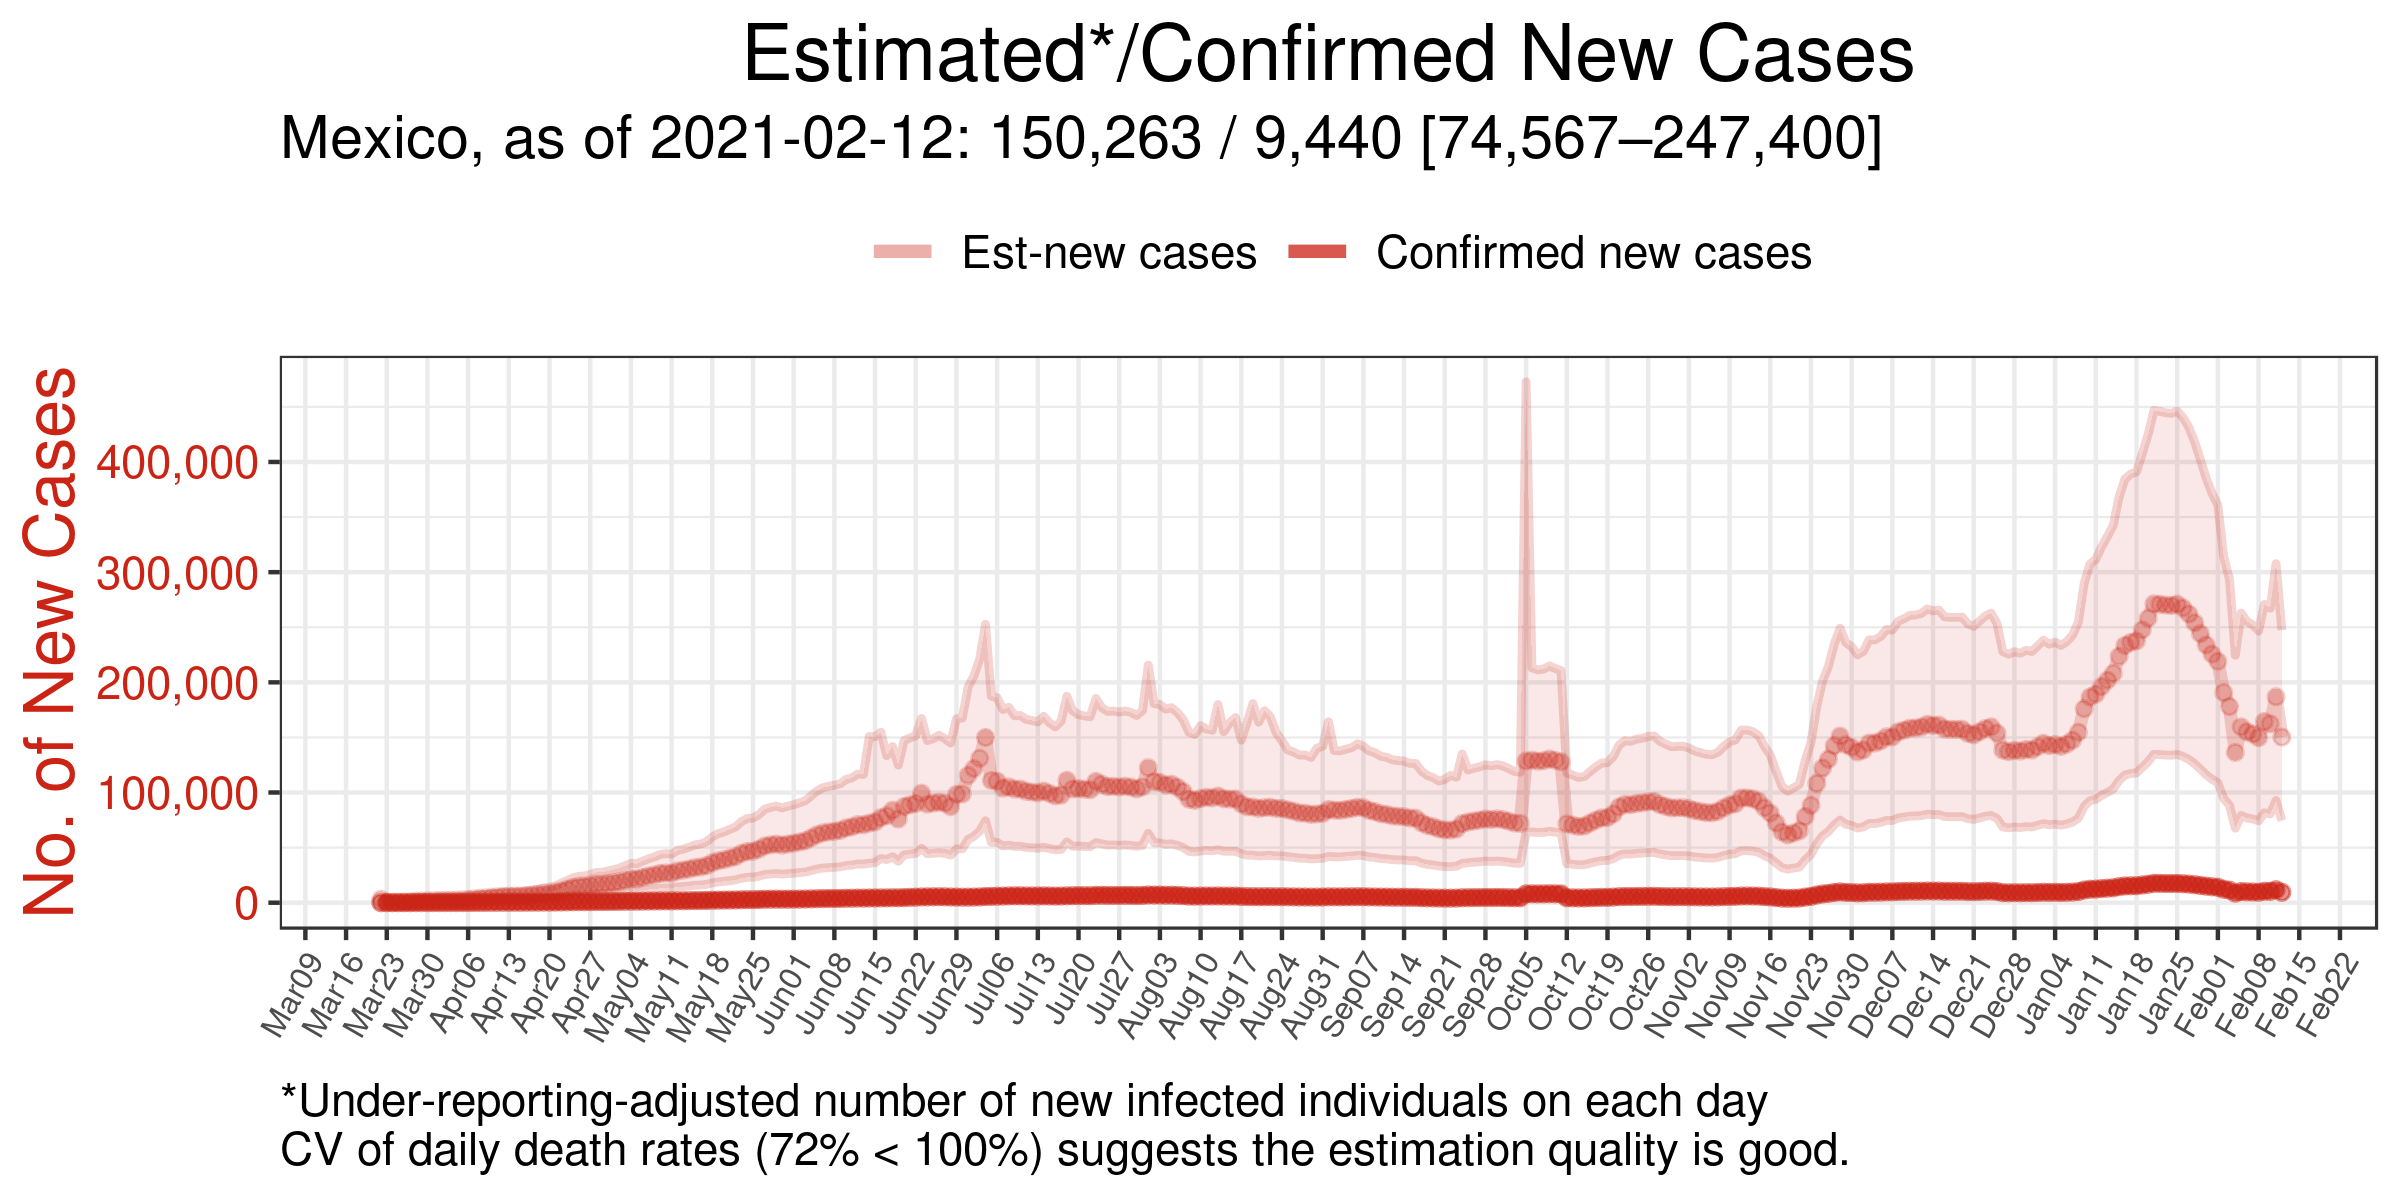 Estimated*/Confirmed New Cases
Mexico, as of 2021-02-12: 150,263 / 9,440 [74,567–247,400]
Est-new cases Confirmed new cases
No. of New Cases
400,000
300,000
200,000
100,000
0
Mar09 Mar16 Mar23 Mar30 Apr06 Apr13 Apr20 Apr27 May04 May11 May18 May25 Jun01 Jun08 Jun15 Jun22 Jun29 Jul06 Jul13 Jul20 Jul27 Aug03 Aug10 Aug17 Aug24 Aug31 Sep07 Sep14 Sep21 Sep28 Oct05 Oct12 Oct19 Oct26 Nov02 Nov09 Nov16 Nov23 Nov30 Dec07 Dec14 Dec21 Dec28 Jan04 Jan11 Jan18 Jan25 Feb01 Feb08 Feb15 Feb22
*Under-reporting-adjusted number of new infected individuals on each day
CV of daily death rates (72% < 100%) suggests the estimation quality is good.